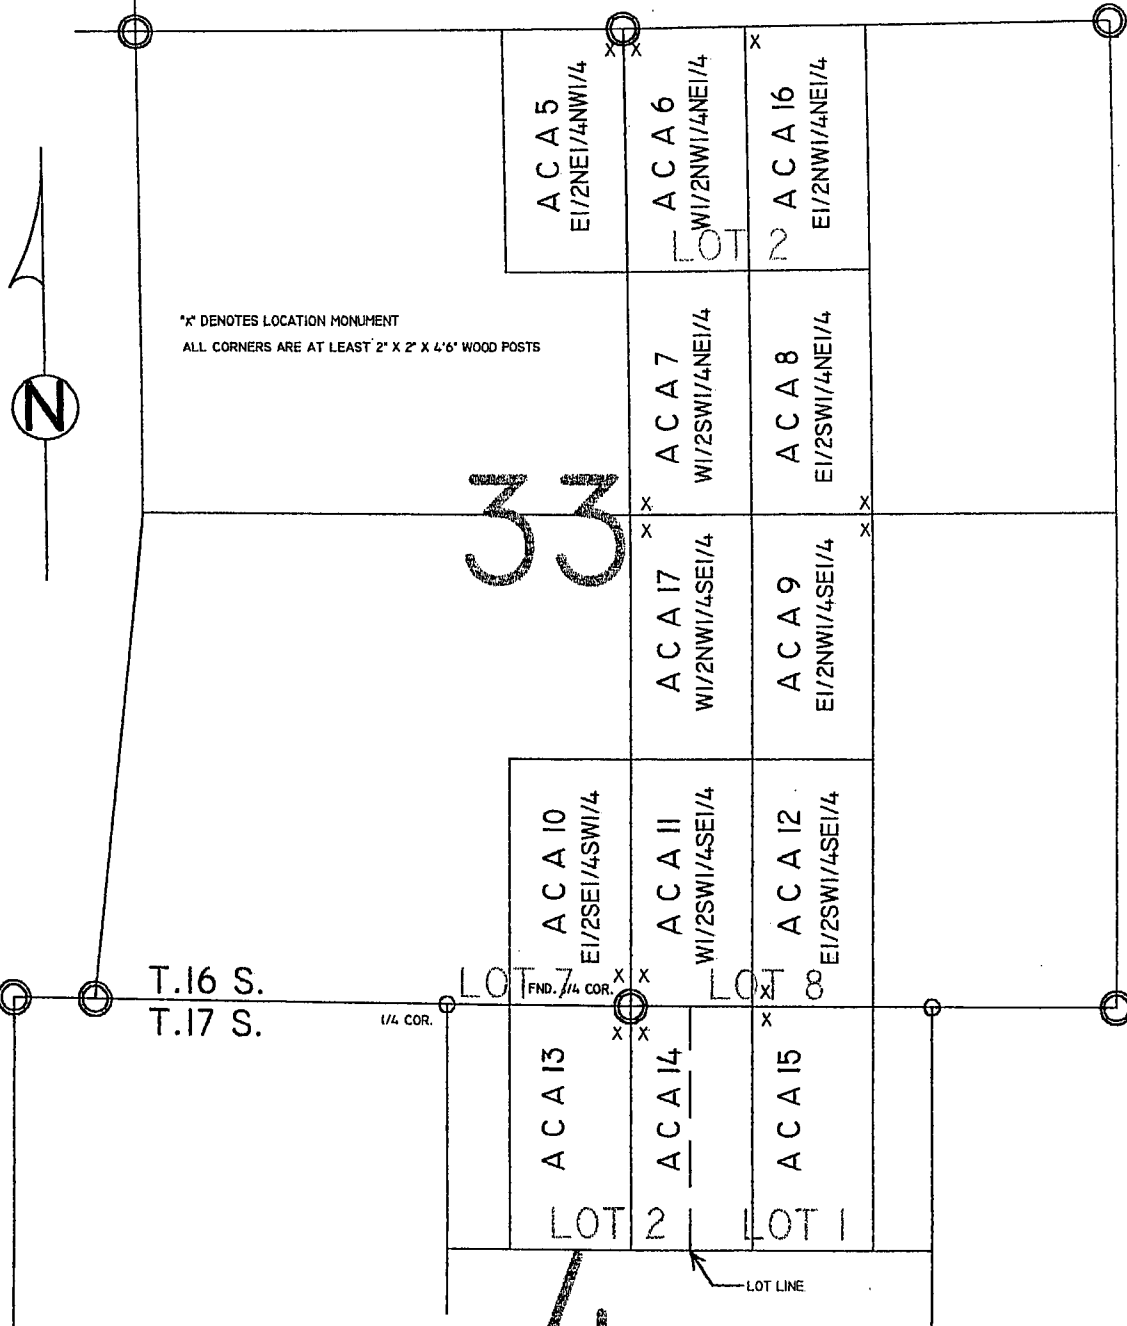 A C A 5
E1/2NE1/4NW1/4
A C A 6
W1/2NW1/4NE1/4
A C A 16
E1/2NW1/4NE1/4
X X
X
LOT 2
"X" DENOTES LOCATION MONUMENT
ALL CORNERS ARE AT LEAST 2" X 2" X 4'6" WOOD POSTS
N
A C A 7
W1/2SW1/4NE1/4
A C A 8
E1/2SW1/4NE1/4
33
X X
X X
A C A 17
W1/2NW1/4SE1/4
A C A 9
E1/2NW1/4SE1/4
A C A 10
E1/2SE1/4SW1/4
A C A 11
W1/2SW1/4SE1/4
A C A 12
E1/2SW1/4SE1/4
T.16 S.
LOT 7
FND. 1/4 COR.
X X
LOT 8
X
T.17 S.
1/4 COR.
X X
X
A C A 13
A C A 14
A C A 15
LOT 2
LOT 1
LOT LINE